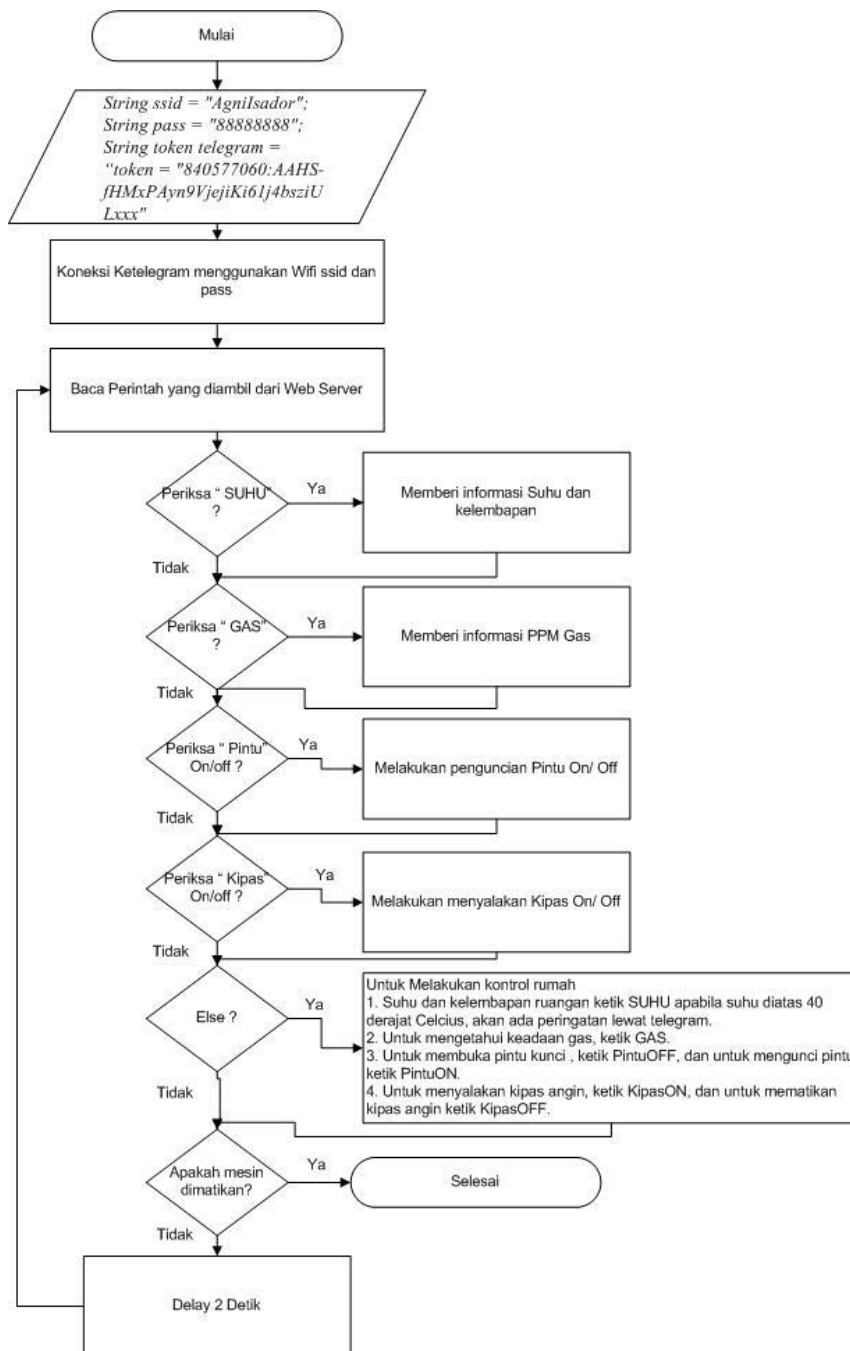 Mulai
String ssid = "AgniIsador";
String pass = "88888888";
String token telegram =
“token = "840577060:AAHS-
fHMxPAyn9VjejiKi61j4bsziU
Lxxx"
Koneksi Ketelegram menggunakan Wifi ssid dan
pass
Baca Perintah yang diambil dari Web Server
Periksa “ SUHU”
?
Ya
Memberi informasi Suhu dan
kelembapan
Tidak
Periksa “ GAS”
?
Ya
Memberi informasi PPM Gas
Tidak
Periksa “ Pintu”
On/off ?
Ya
Melakukan penguncian Pintu On/ Off
Tidak
Periksa “ Kipas”
On/off ?
Ya
Melakukan menyalakan Kipas On/ Off
Tidak
Else ?
Ya
Untuk Melakukan kontrol rumah
1. Suhu dan kelembapan ruangan ketik SUHU apabila suhu diatas 40
derajat Celcius, akan ada peringatan lewat telegram.
2. Untuk mengetahui keadaan gas, ketik GAS.
3. Untuk membuka pintu kunci , ketik PintuOFF, dan untuk mengunci pintu
ketik PintuON.
4. Untuk menyalakan kipas angin, ketik KipasON, dan untuk mematikan
kipas angin ketik KipasOFF.
Tidak
Apakah mesin
dimatikan?
Ya
Selesai
Tidak
Delay 2 Detik